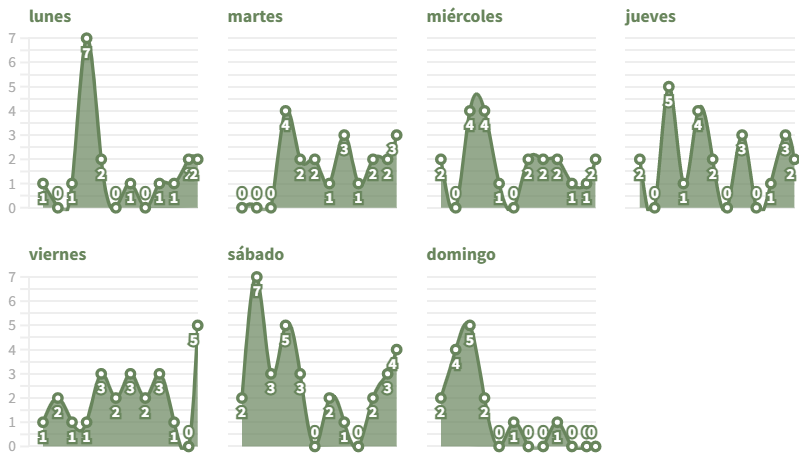 lunes martes miércoles jueves
7
6
5
4
3
2
1
0
1 0 1 7 2 0 1 0 1 1 2 2
0 0 0 4 2 2 1 3 1 2 2 3
2 0 4 4 1 0 2 2 2 1 1 2
2 0 5 1 4 2 0 3 0 1 3 2
viernes sábado domingo
7
6
5
4
3
2
1
0
1 2 1 1 3 2 3 2 3 1 0 5
2 7 3 5 3 0 2 1 0 2 3 4
2 4 5 2 0 1 0 0 1 0 0 0